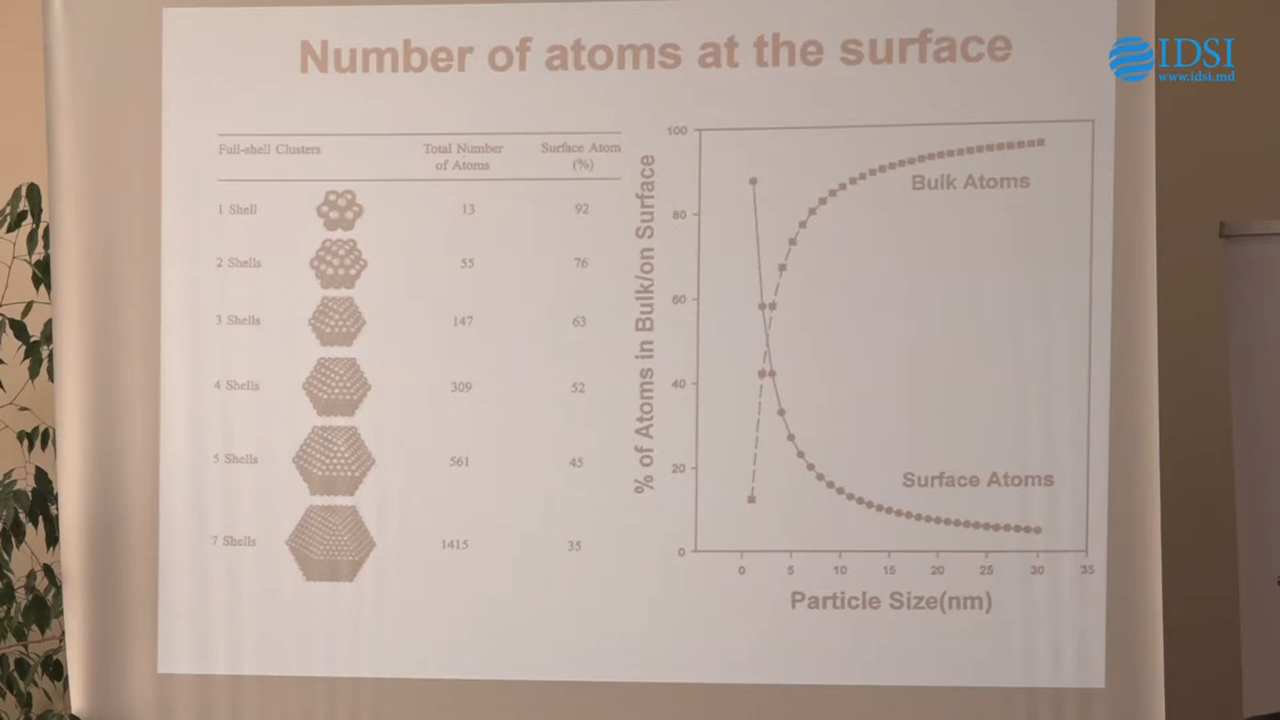 Number of atoms at the surface
IDSI
www.idsi.md
Full-shell Clusters Total Number of Atoms Surface Atom (%)
1 Shell 13 92
2 Shells 55 76
3 Shells 147 63
4 Shells 309 52
5 Shells 561 45
7 Shells 1415 35
% of Atoms in Bulk/on Surface
100
80
60
40
20
0
Bulk Atoms
Surface Atoms
0 5 10 15 20 25 30 35
Particle Size(nm)